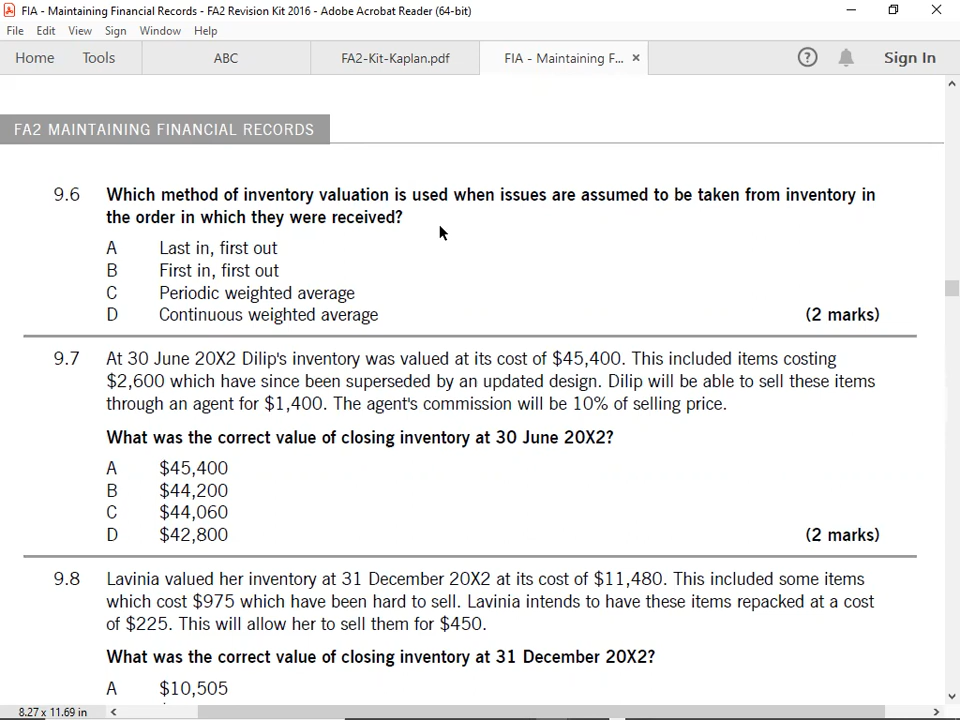 FIA - Maintaining Financial Records - FA2 Revision Kit 2016 - Adobe Acrobat Reader (64-bit)
File Edit View Sign Window Help
Home Tools ABC FA2-Kit-Kaplan.pdf FIA - Maintaining F... × ? Sign In
FA2 MAINTAINING FINANCIAL RECORDS
9.6 Which method of inventory valuation is used when issues are assumed to be taken from inventory in
the order in which they were received?
A Last in, first out
B First in, first out
C Periodic weighted average
D Continuous weighted average (2 marks)
9.7 At 30 June 20X2 Dilip's inventory was valued at its cost of $45,400. This included items costing
$2,600 which have since been superseded by an updated design. Dilip will be able to sell these items
through an agent for $1,400. The agent's commission will be 10% of selling price.
What was the correct value of closing inventory at 30 June 20X2?
A $45,400
B $44,200
C $44,060
D $42,800 (2 marks)
9.8 Lavinia valued her inventory at 31 December 20X2 at its cost of $11,480. This included some items
which cost $975 which have been hard to sell. Lavinia intends to have these items repacked at a cost
of $225. This will allow her to sell them for $450.
What was the correct value of closing inventory at 31 December 20X2?
A $10,505
8.27 x 11.69 in